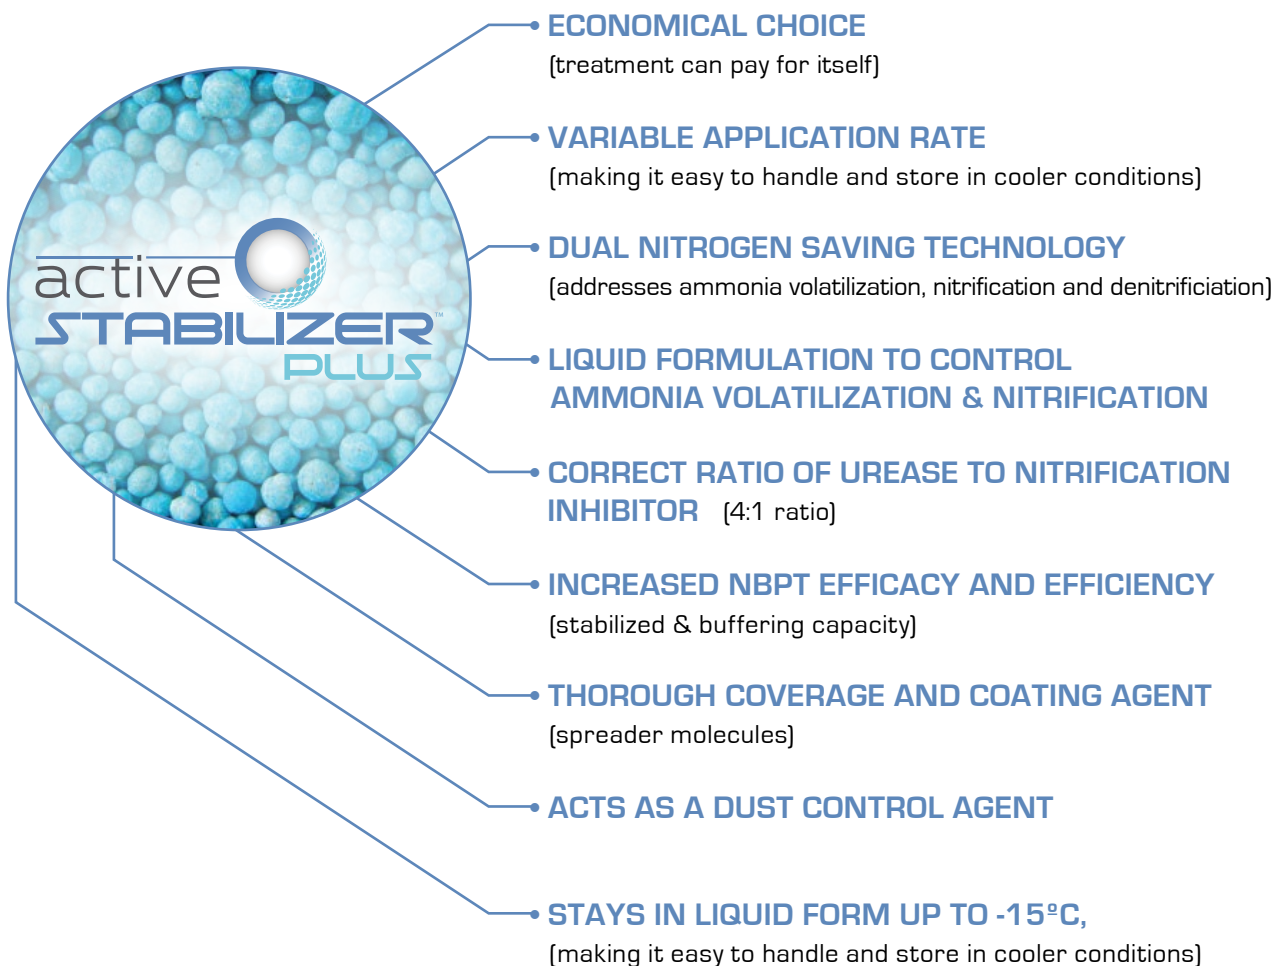 ECONOMICAL CHOICE
(treatment can pay for itself)
VARIABLE APPLICATION RATE
(making it easy to handle and store in cooler conditions)
DUAL NITROGEN SAVING TECHNOLOGY
(addresses ammonia volatilization, nitrification and denitrificiation)
active
STABILIZER™
PLUS
LIQUID FORMULATION TO CONTROL
AMMONIA VOLATILIZATION & NITRIFICATION
CORRECT RATIO OF UREASE TO NITRIFICATION
INHIBITOR (4:1 ratio)
INCREASED NBPT EFFICACY AND EFFICIENCY
(stabilized & buffering capacity)
THOROUGH COVERAGE AND COATING AGENT
(spreader molecules)
ACTS AS A DUST CONTROL AGENT
STAYS IN LIQUID FORM UP TO -15ºC,
(making it easy to handle and store in cooler conditions)